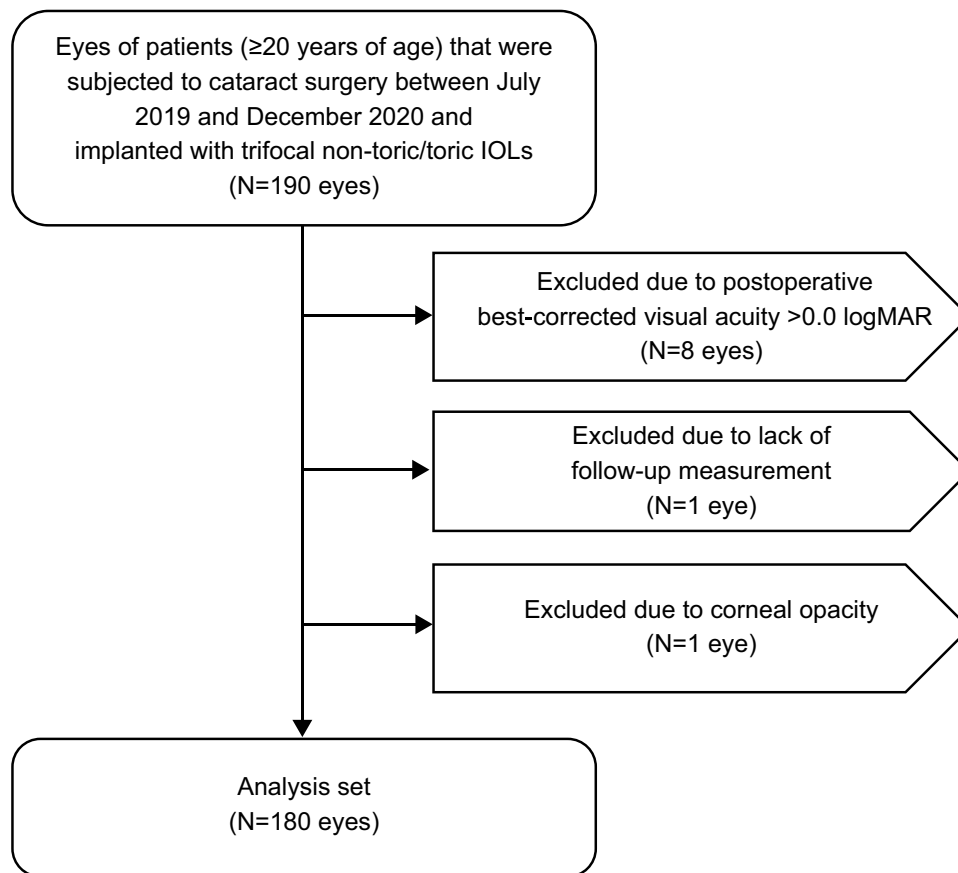 Eyes of patients (≥20 years of age) that were
subjected to cataract surgery between July
2019 and December 2020 and
implanted with trifocal non-toric/toric IOLs
(N=190 eyes)
Excluded due to postoperative
best-corrected visual acuity >0.0 logMAR
(N=8 eyes)
Excluded due to lack of
follow-up measurement
(N=1 eye)
Excluded due to corneal opacity
(N=1 eye)
Analysis set
(N=180 eyes)